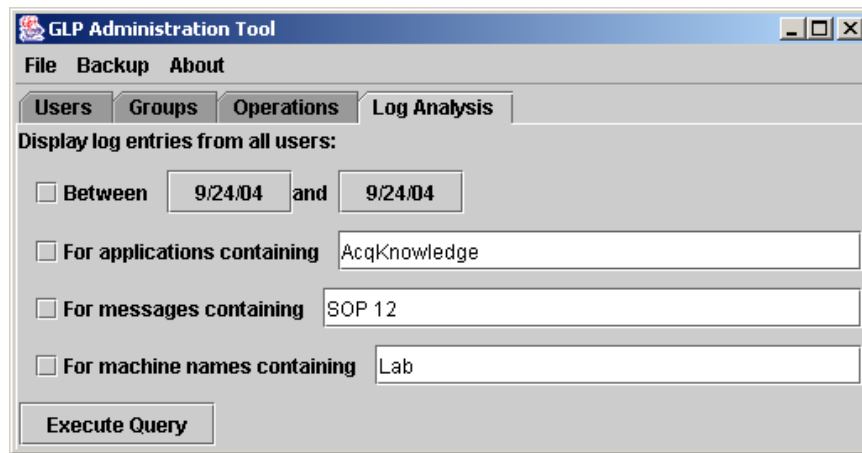 GLP Administration Tool
File Backup About
Users Groups Operations Log Analysis
Display log entries from all users:
Between 9/24/04 and 9/24/04
For applications containing AcqKnowledge
For messages containing SOP 12
For machine names containing Lab
Execute Query